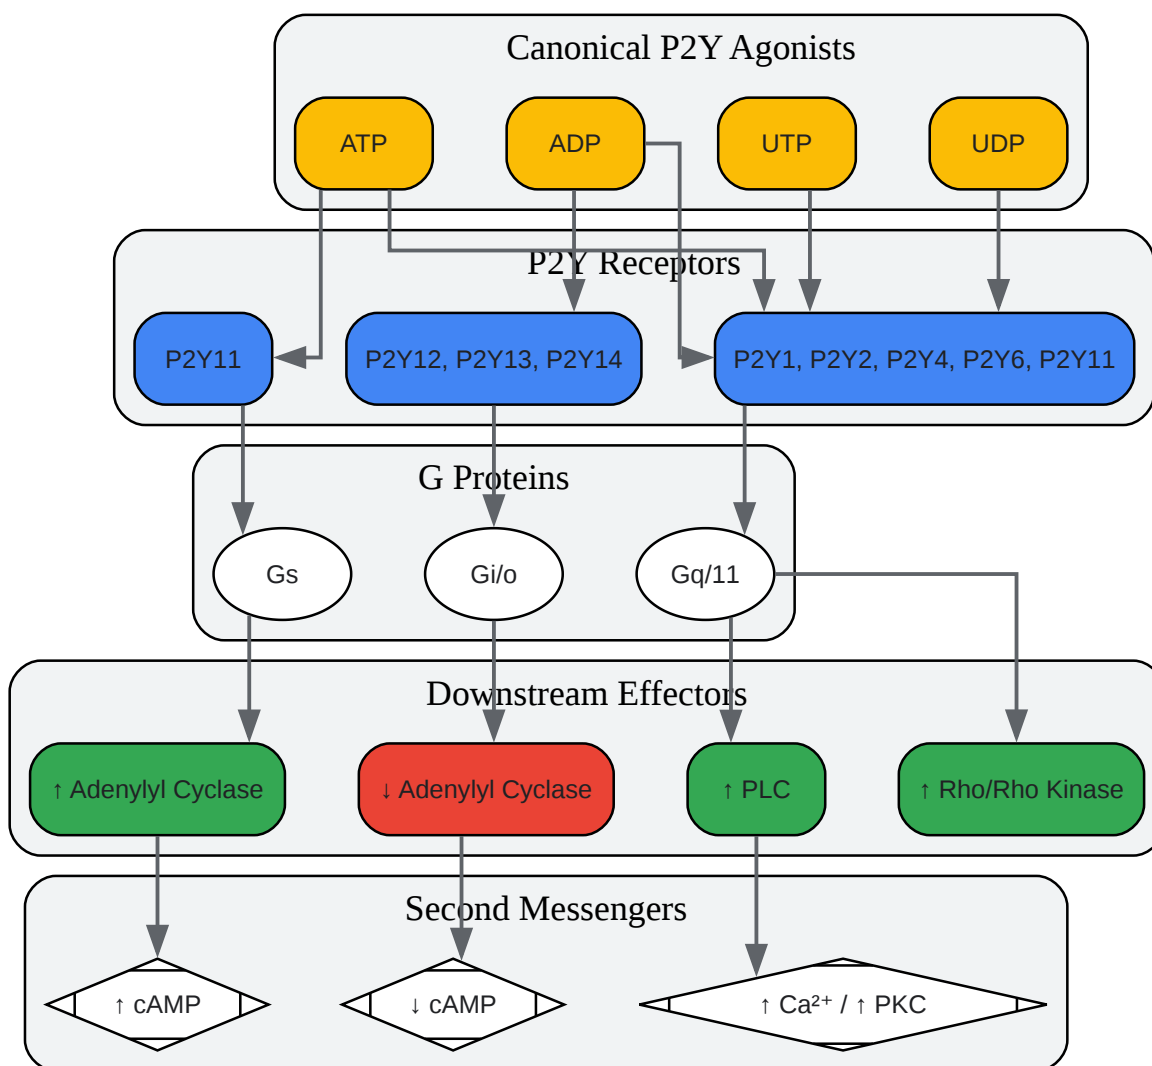 Canonical P2Y Agonists
ATP
ADP
UTP
UDP
P2Y Receptors
P2Y11
P2Y12, P2Y13, P2Y14
P2Y1, P2Y2, P2Y4, P2Y6, P2Y11
G Proteins
Gs
Gi/o
Gq/11
Downstream Effectors
↑ Adenylyl Cyclase
↓ Adenylyl Cyclase
↑ PLC
↑ Rho/Rho Kinase
Second Messengers
↑ cAMP
↓ cAMP
↑ Ca²⁺ / ↑ PKC